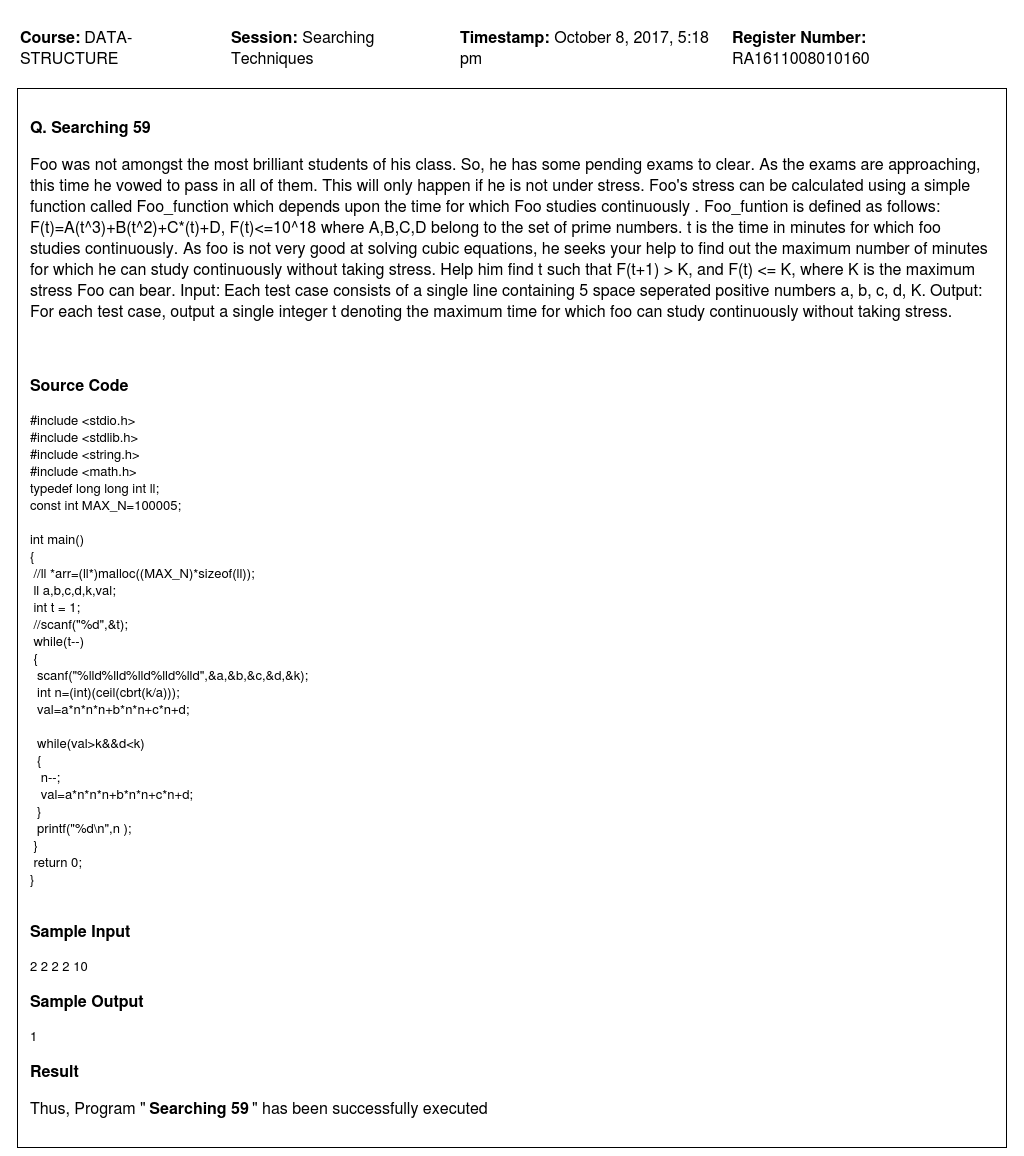 Course: DATA-
STRUCTURE
Session: Searching
Techniques
Timestamp: October 8, 2017, 5:18
pm
Register Number:
RA1611008010160
Q. Searching 59
Foo was not amongst the most brilliant students of his class. So, he has some pending exams to clear. As the exams are approaching,
this time he vowed to pass in all of them. This will only happen if he is not under stress. Foo's stress can be calculated using a simple
function called Foo_function which depends upon the time for which Foo studies continuously . Foo_funtion is defined as follows:
F(t)=A(t^3)+B(t^2)+C*(t)+D, F(t)<=10^18 where A,B,C,D belong to the set of prime numbers. t is the time in minutes for which foo
studies continuously. As foo is not very good at solving cubic equations, he seeks your help to find out the maximum number of minutes
for which he can study continuously without taking stress. Help him find t such that F(t+1) > K, and F(t) <= K, where K is the maximum
stress Foo can bear. Input: Each test case consists of a single line containing 5 space seperated positive numbers a, b, c, d, K. Output:
For each test case, output a single integer t denoting the maximum time for which foo can study continuously without taking stress.
Source Code
#include <stdio.h>
#include <stdlib.h>
#include <string.h>
#include <math.h>
typedef long long int ll;
const int MAX_N=100005;
int main()
{
//ll *arr=(ll*)malloc((MAX_N)*sizeof(ll));
ll a,b,c,d,k,val;
int t = 1;
//scanf("%d",&t);
while(t--)
{
scanf("%lld%lld%lld%lld%lld",&a,&b,&c,&d,&k);
int n=(int)(ceil(cbrt(k/a)));
val=a*n*n*n+b*n*n+c*n+d;
while(val>k&&d<k)
{
n--;
val=a*n*n*n+b*n*n+c*n+d;
}
printf("%d\n",n );
}
return 0;
}
Sample Input
2 2 2 2 10
Sample Output
1
Result
Thus, Program " Searching 59 " has been successfully executed